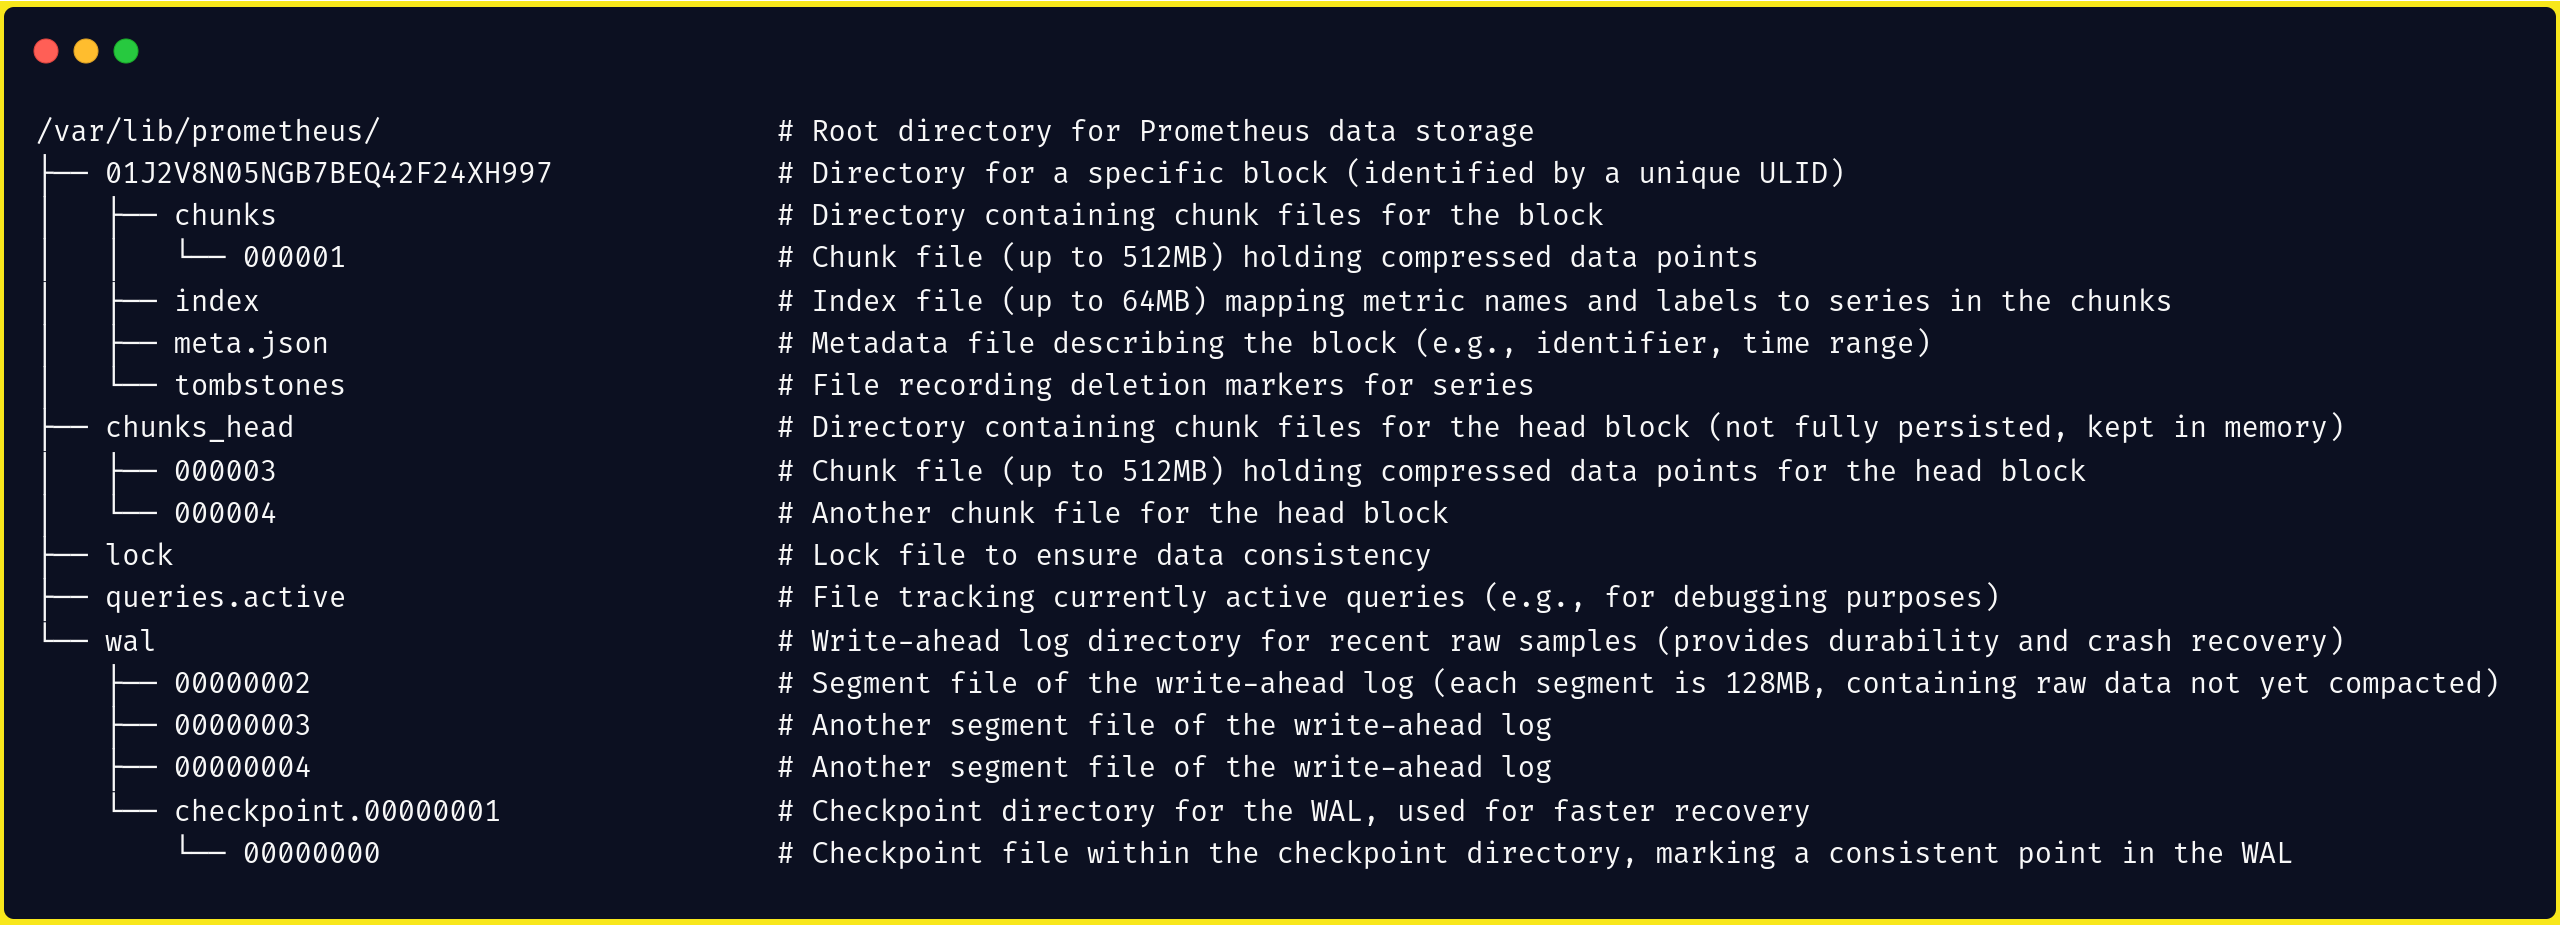 /var/lib/prometheus/                       # Root directory for Prometheus data storage
├── 01J2V8N05NGB7BEQ42F24XH997             # Directory for a specific block (identified by a unique ULID)
│   ├── chunks                             # Directory containing chunk files for the block
│   │   └── 000001                         # Chunk file (up to 512MB) holding compressed data points
│   ├── index                              # Index file (up to 64MB) mapping metric names and labels to series in the chunks
│   ├── meta.json                          # Metadata file describing the block (e.g., identifier, time range)
│   └── tombstones                         # File recording deletion markers for series
├── chunks_head                            # Directory containing chunk files for the head block (not fully persisted, kept in memory)
│   ├── 000003                             # Chunk file (up to 512MB) holding compressed data points for the head block
│   └── 000004                             # Another chunk file for the head block
├── lock                                   # Lock file to ensure data consistency
├── queries.active                         # File tracking currently active queries (e.g., for debugging purposes)
└── wal                                    # Write-ahead log directory for recent raw samples (provides durability and crash recovery)
    ├── 00000002                           # Segment file of the write-ahead log (each segment is 128MB, containing raw data not yet compacted)
    ├── 00000003                           # Another segment file of the write-ahead log
    ├── 00000004                           # Another segment file of the write-ahead log
    └── checkpoint.00000001                # Checkpoint directory for the WAL, used for faster recovery
        └── 00000000                       # Checkpoint file within the checkpoint directory, marking a consistent point in the WAL